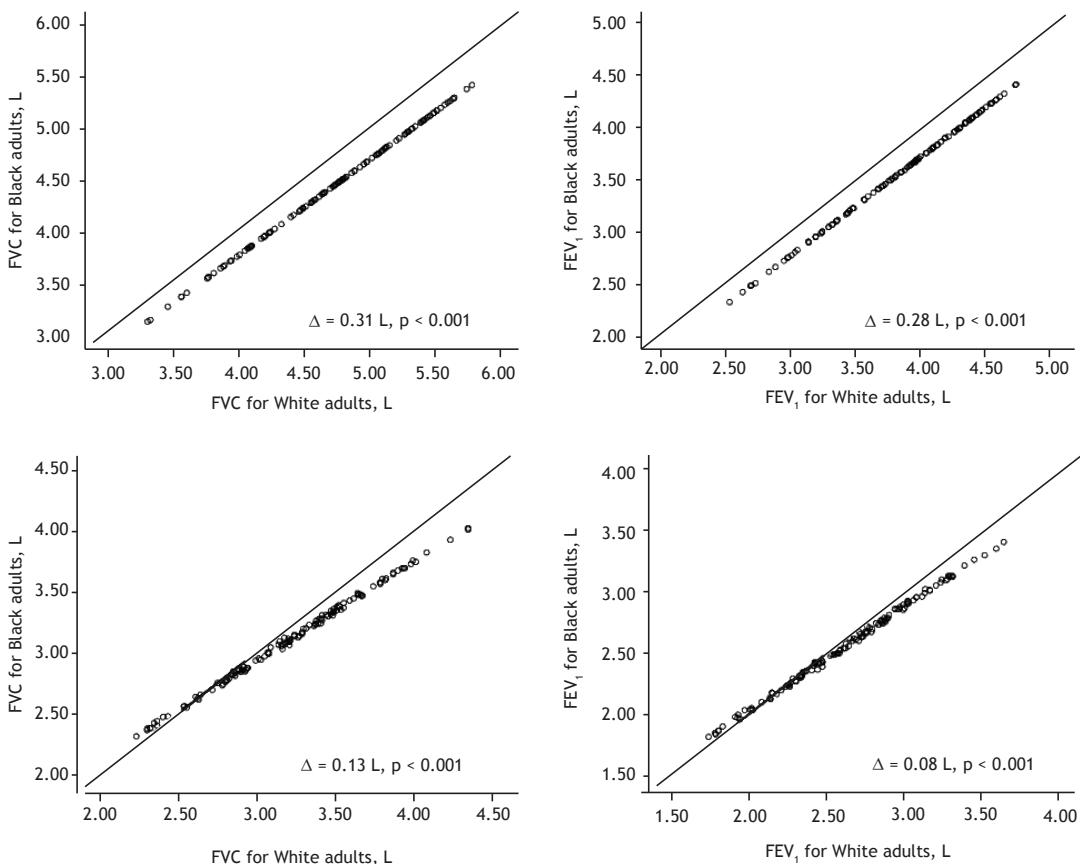 6.00
5.50
5.00
4.50
4.00
3.50
3.00
FVC for Black adults, L
Δ = 0.31 L, p < 0.001
3.00 3.50 4.00 4.50 5.00 5.50 6.00
FVC for White adults, L
5.00
4.50
4.00
3.50
3.00
2.50
2.00
FEV₁ for Black adults, L
Δ = 0.28 L, p < 0.001
2.00 2.50 3.00 3.50 4.00 4.50 5.00
FEV₁ for White adults, L
4.50
4.00
3.50
3.00
2.50
2.00
FVC for Black adults, L
Δ = 0.13 L, p < 0.001
2.00 2.50 3.00 3.50 4.00 4.50
FVC for White adults, L
4.00
3.50
3.00
2.50
2.00
1.50
FEV₁ for Black adults, L
Δ = 0.08 L, p < 0.001
1.50 2.00 2.50 3.00 3.50 4.00
FEV₁ for White adults, L